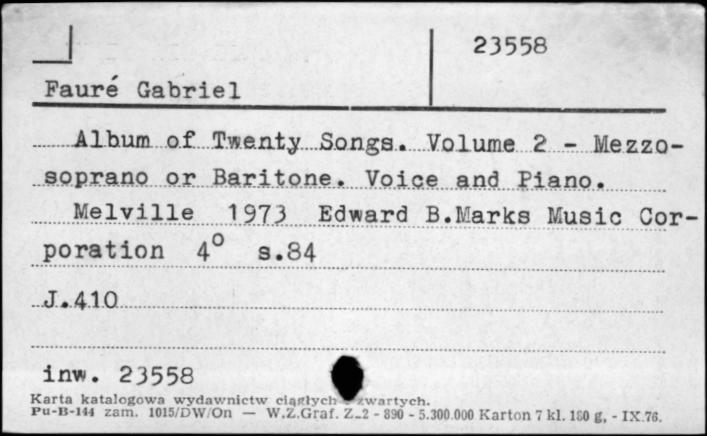 23558
Fauré Gabriel
Album of Twenty Songs. Volume 2 - Mezzo-
soprano or Baritone. Voice and Piano.
Melville 1973 Edward B.Marks Music Cor-
poration 4° s.84
J.410
inw. 23558
Karta katalogowa wydawnictw ciągłych zwartych.
Pu-B-144 zam. 1015/DW/On — W.Z.Graf. Z.2 - 890 - 5.300.000 Karton 7 kl. 180 g, - IX.76.